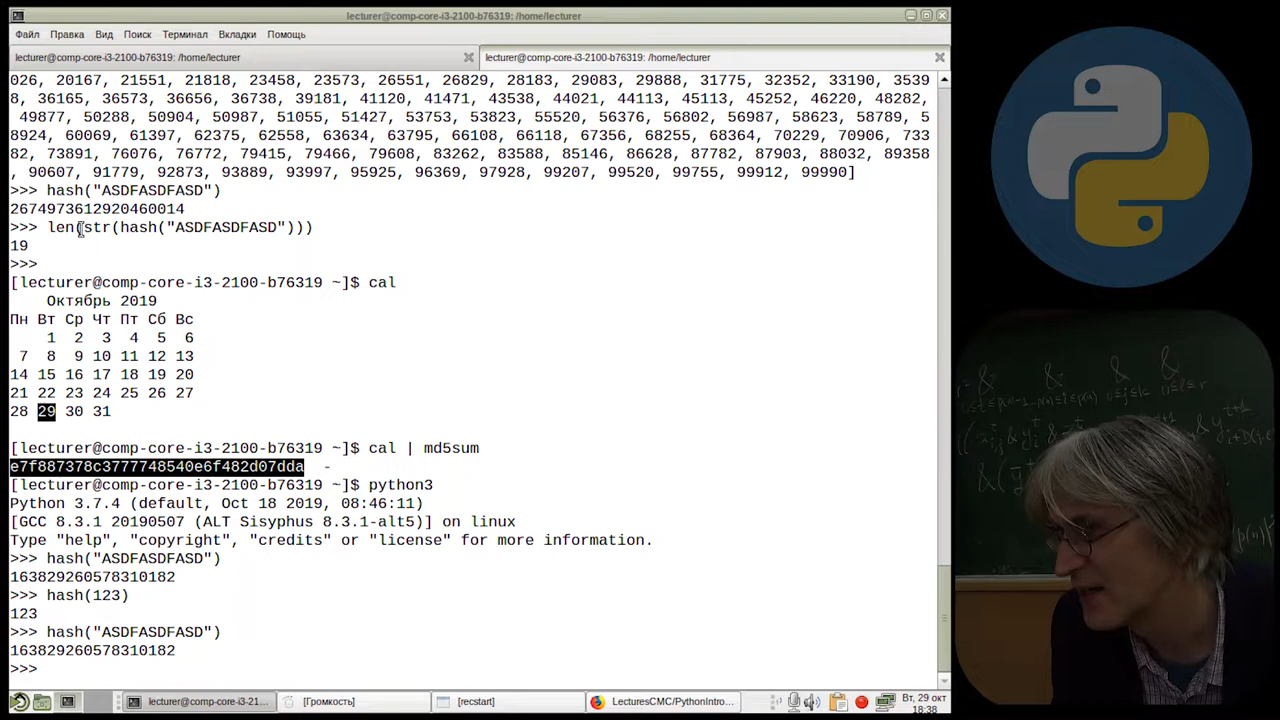 lecturer@comp-core-i3-2100-b76319: /home/lecturer
Файл Правка Вид Поиск Терминал Вкладки Помощь
lecturer@comp-core-i3-2100-b76319: /home/lecturer lecturer@comp-core-i3-2100-b76319: /home/lecturer
026, 20167, 21551, 21818, 23458, 23573, 26551, 26829, 28183, 29083, 29888, 31775, 32352, 33190, 3539
8, 36165, 36573, 36656, 36738, 39181, 41120, 41471, 43538, 44021, 44113, 45113, 45252, 46220, 48282,
49877, 50288, 50904, 50987, 51055, 51427, 53753, 53823, 55520, 56376, 56802, 56987, 58623, 58789, 5
8924, 60069, 61397, 62375, 62558, 63634, 63795, 66108, 66118, 67356, 68255, 68364, 70229, 70906, 733
82, 73891, 76076, 76772, 79415, 79466, 79608, 83262, 83588, 85146, 86628, 87782, 87903, 88032, 89358
, 90607, 91779, 92873, 93889, 93997, 95925, 96369, 97928, 99207, 99520, 99755, 99912, 99990]
>>> hash("ASDFASDFASD")
2674973612920460014
>>> len(str(hash("ASDFASDFASD")))
19
>>>
[lecturer@comp-core-i3-2100-b76319 ~]$ cal
Октябрь 2019
Пн Вт Ср Чт Пт Сб Вс
1 2 3 4 5 6
7 8 9 10 11 12 13
14 15 16 17 18 19 20
21 22 23 24 25 26 27
28 29 30 31
[lecturer@comp-core-i3-2100-b76319 ~]$ cal | md5sum
e7f887378c3777748540e6f482d07dda -
[lecturer@comp-core-i3-2100-b76319 ~]$ python3
Python 3.7.4 (default, Oct 18 2019, 08:46:11)
[GCC 8.3.1 20190507 (ALT Sisyphus 8.3.1-alt5)] on linux
Type "help", "copyright", "credits" or "license" for more information.
>>> hash("ASDFASDFASD")
163829260578310182
>>> hash(123)
123
>>> hash("ASDFASDFASD")
163829260578310182
>>>
lecturer@comp-core-i3-21... [Громкость] [recstart] LecturesCMC/PythonIntro... Вт, 29 окт
18:38